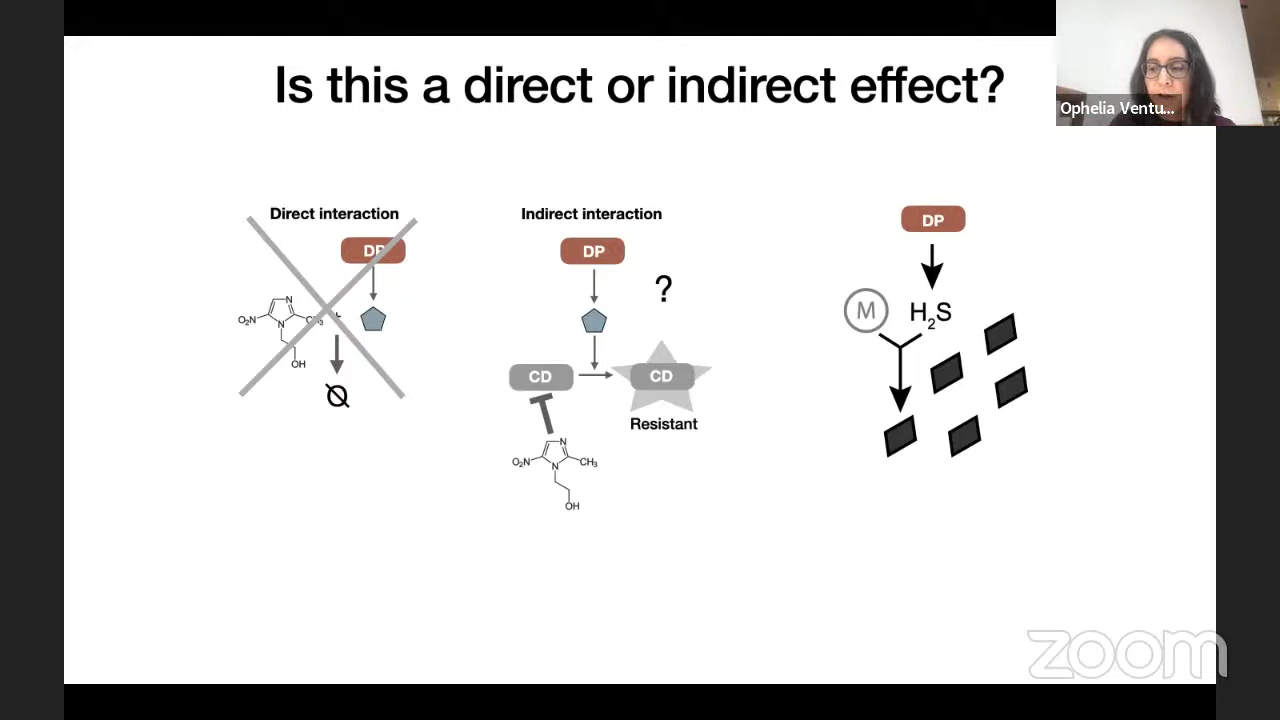 Is this a direct or indirect effect?
Ophelia Ventu...
Direct interaction
DP
N
O₂N
CH₃
+
N
OH
Ø
Indirect interaction
DP
?
CD
CD
Resistant
N
O₂N
CH₃
N
OH
DP
M
H₂S
zoom